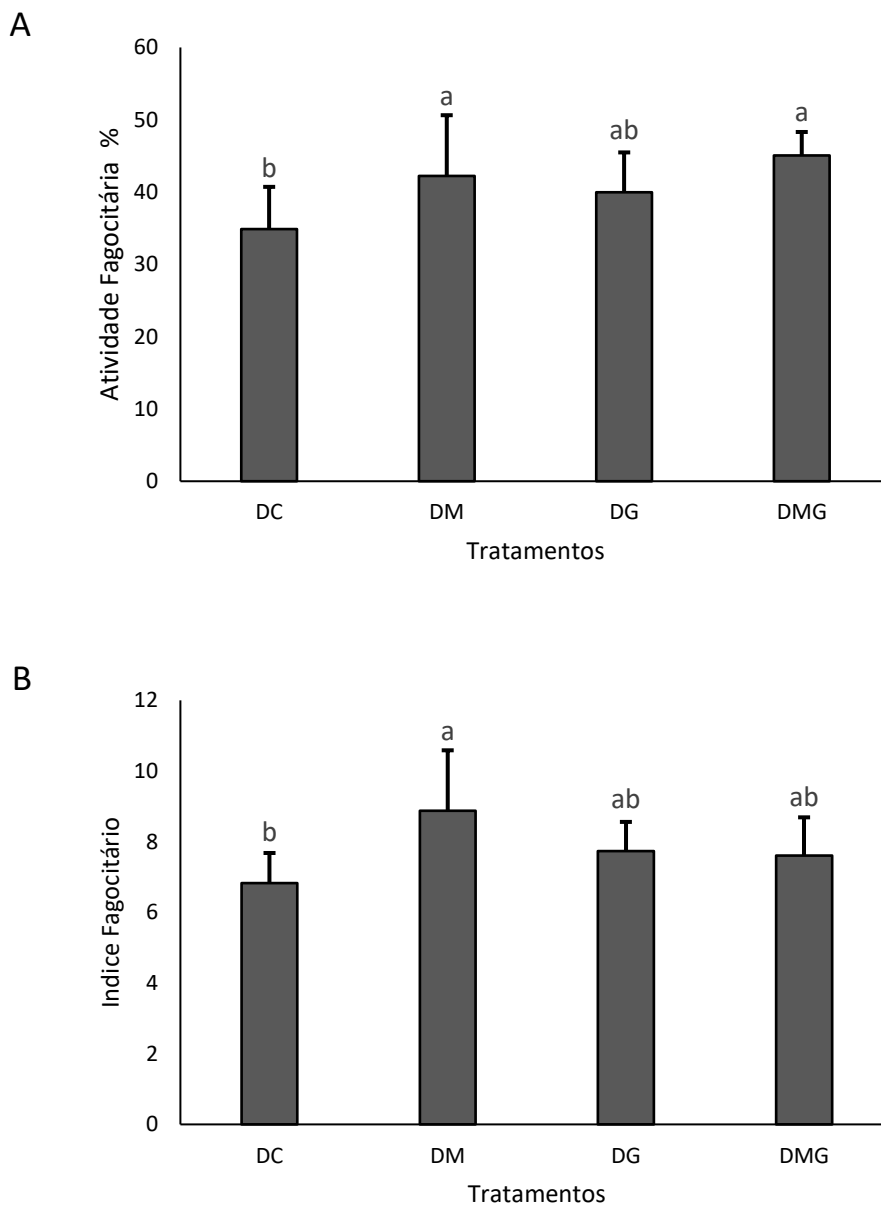 A
60
50
40
30
20
10
0
Atividade Fagocitária %
b
a
ab
a
DC DM DG DMG
Tratamentos
B
12
10
8
6
4
2
0
Indice Fagocitário
b
a
ab
ab
DC DM DG DMG
Tratamentos